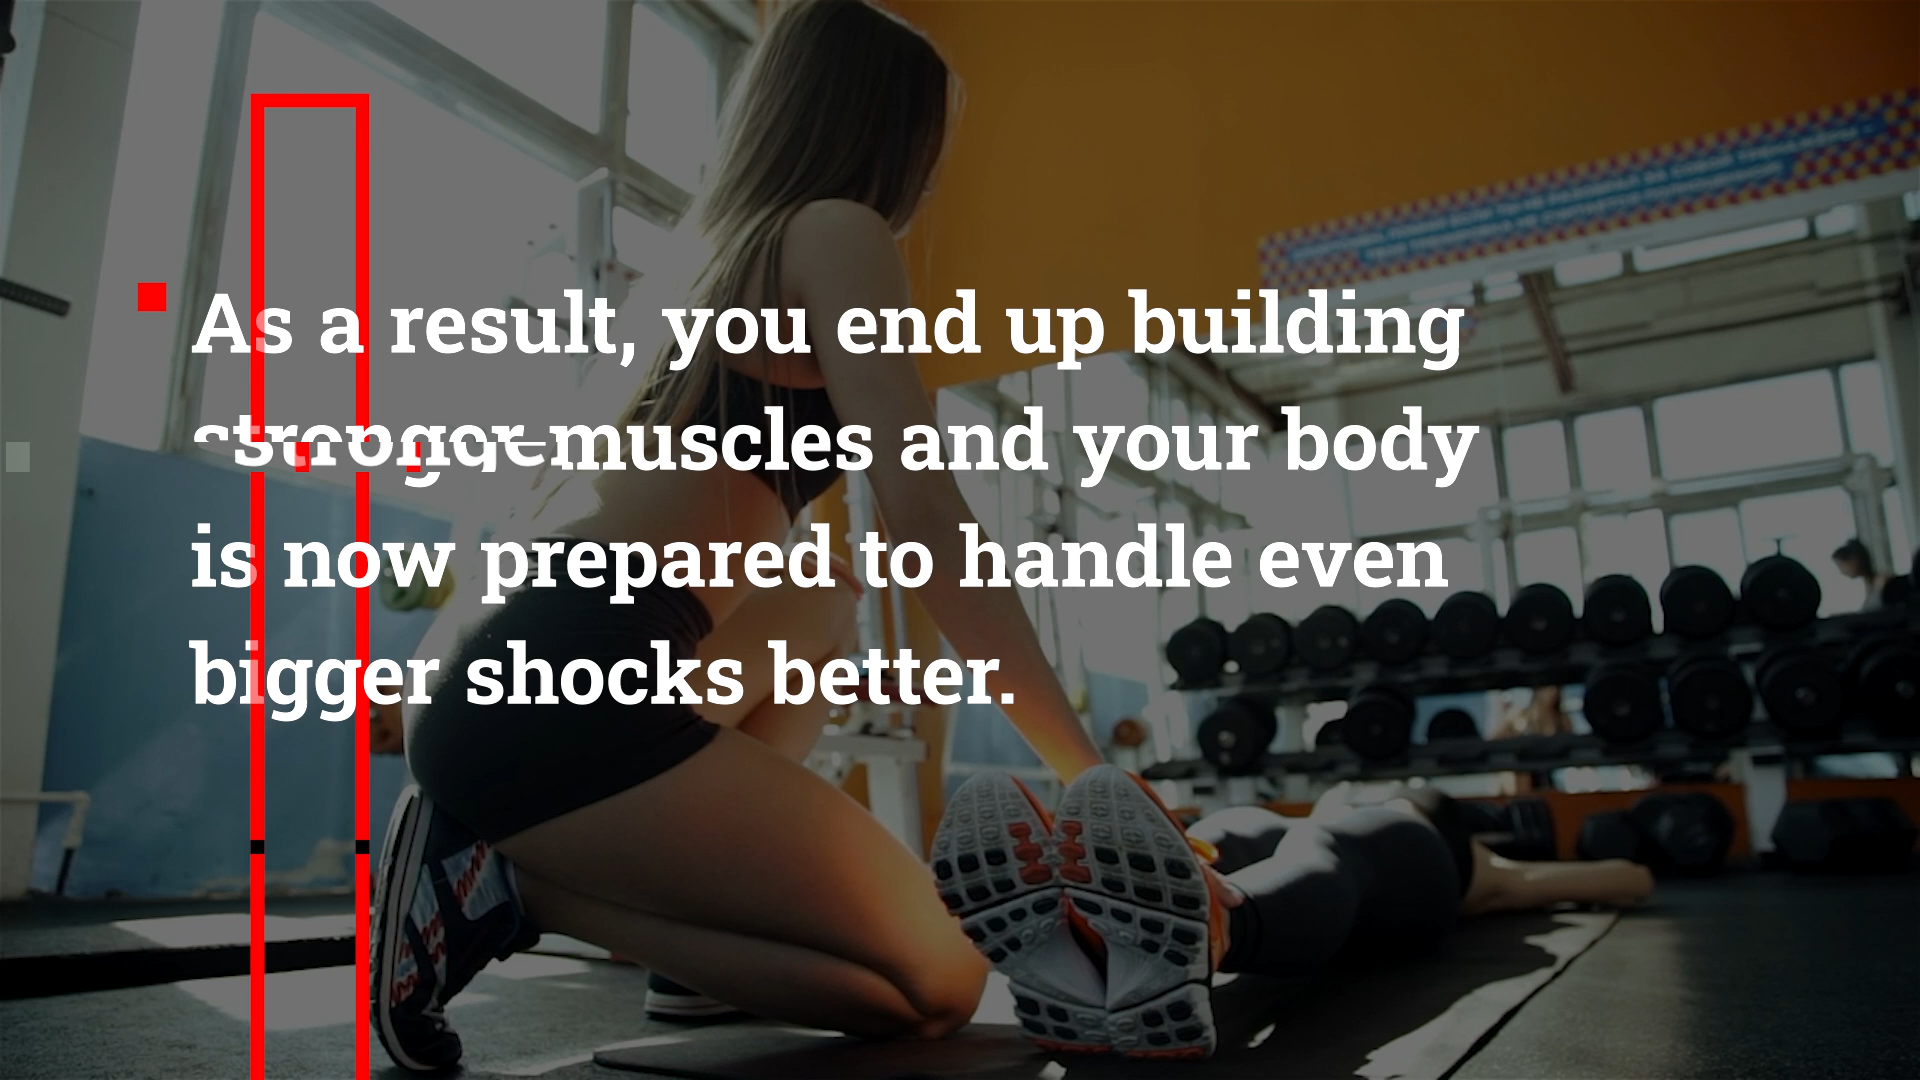 As a result, you end up building
stronger muscles and your body
is now prepared to handle even
bigger shocks better.